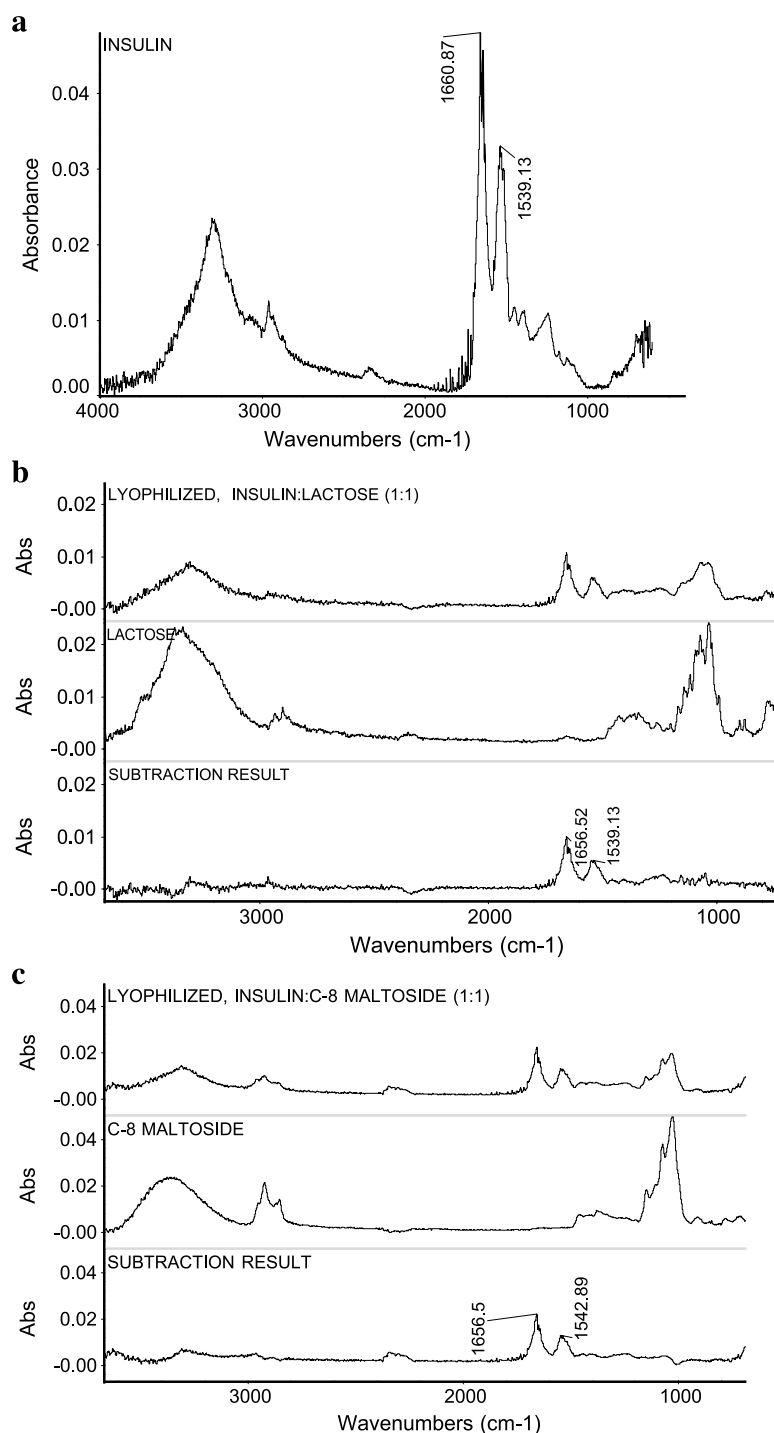 a
INSULIN
1660.87
1539.13
0.04
0.03
0.02
0.01
0.00
Absorbance
4000 3000 2000 1000
Wavenumbers (cm-1)
b
LYOPHILIZED, INSULIN:LACTOSE (1:1)
0.02
0.01
-0.00
Abs
LACTOSE
0.02
0.01
-0.00
Abs
SUBTRACTION RESULT
1656.52
1539.13
0.02
0.01
-0.00
Abs
3000 2000 1000
Wavenumbers (cm-1)
c
LYOPHILIZED, INSULIN:C-8 MALTOSIDE (1:1)
0.04
0.02
-0.00
Abs
C-8 MALTOSIDE
0.04
0.02
-0.00
Abs
SUBTRACTION RESULT
1656.5
1542.89
0.04
0.02
-0.00
Abs
3000 2000 1000
Wavenumbers (cm-1)